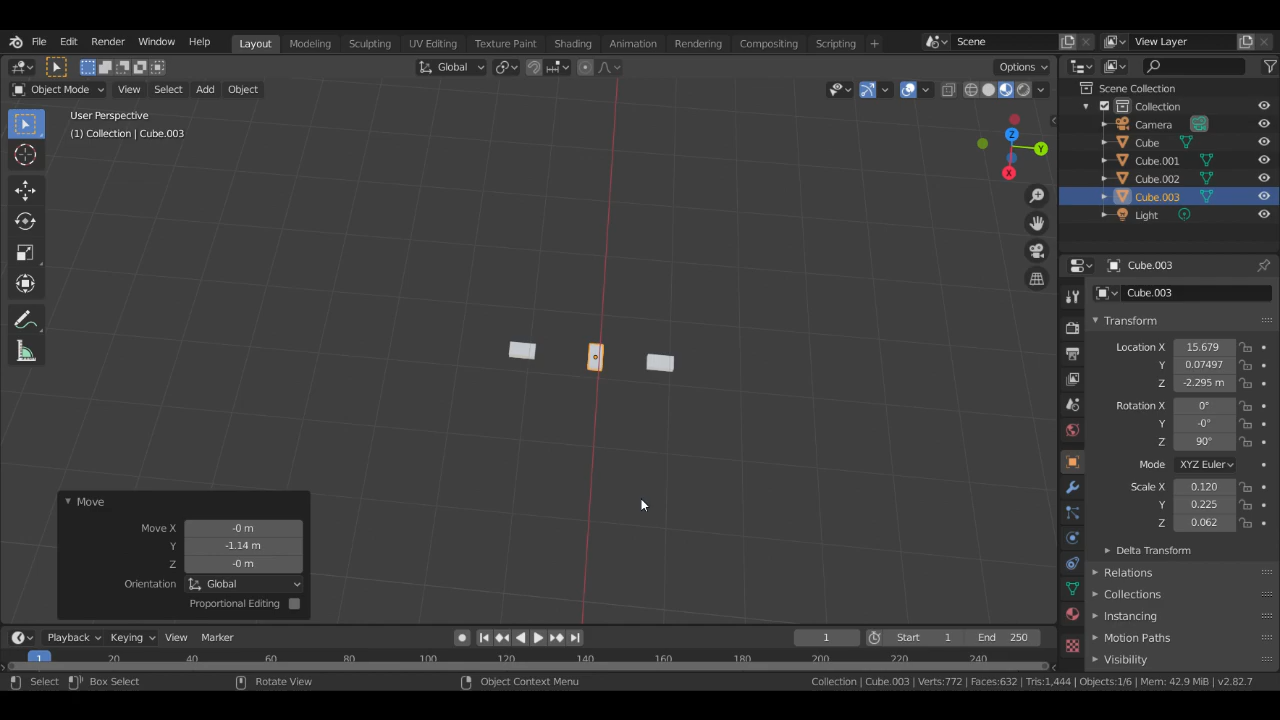 File Edit Render Window Help Layout Modeling Sculpting UV Editing Texture Paint Shading Animation Rendering Compositing Scripting + Scene View Layer
Global Options
Object Mode View Select Add Object
User Perspective
(1) Collection | Cube.003
Z
Y
X
Scene Collection
Collection
Camera
Cube
Cube.001
Cube.002
Cube.003
Light
Cube.003
Cube.003
Transform
Location X 15.679
Y 0.07497
Z -2.295 m
Rotation X 0°
Y -0°
Z 90°
Mode XYZ Euler
Scale X 0.120
Y 0.225
Z 0.062
Delta Transform
Relations
Collections
Instancing
Motion Paths
Visibility
Move
Move X -0 m
Y -1.14 m
Z -0 m
Orientation Global
Proportional Editing
Playback Keying View Marker 1 Start 1 End 250
1 20 40 60 80 100 120 140 160 180 200 220 240
Select Box Select Rotate View Object Context Menu Collection | Cube.003 | Verts:772 | Faces:632 | Tris:1,444 | Objects:1/6 | Mem: 42.9 MiB | v2.82.7